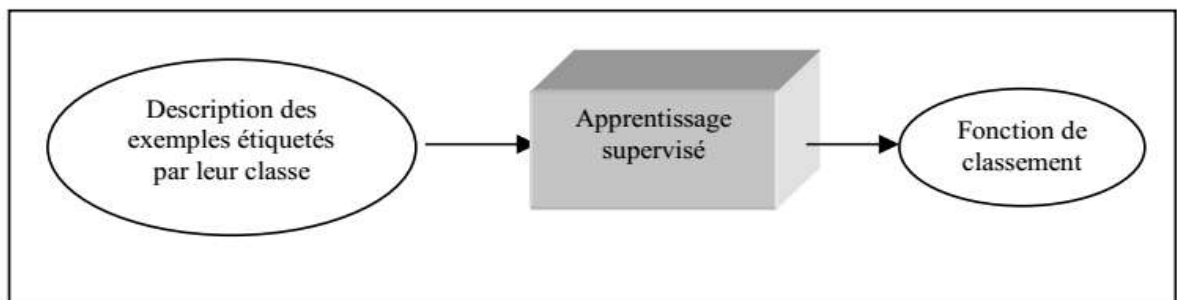 Description des
exemples étiquetés
par leur classe
Apprentissage
supervisé
Fonction de
classement